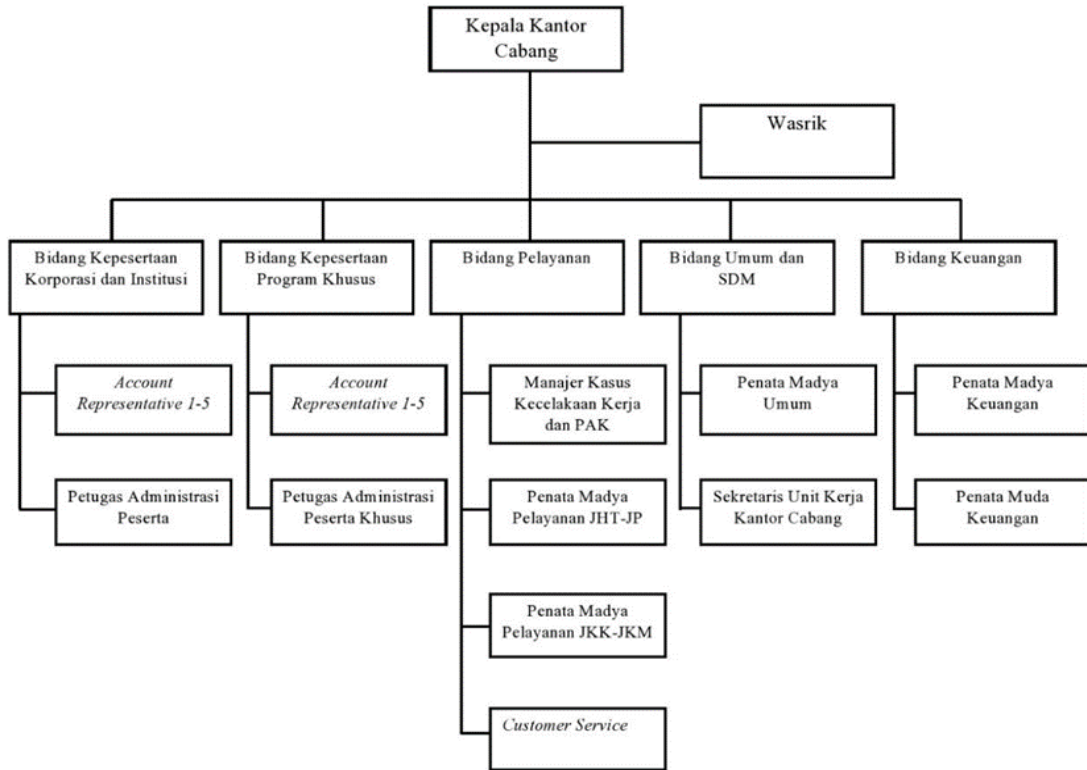 Kepala Kantor
Cabang
Wasrik
Bidang Kepesertaan
Korporasi dan Institusi
Bidang Kepesertaan
Program Khusus
Bidang Pelayanan
Bidang Umum dan
SDM
Bidang Keuangan
Account
Representative 1-5
Account
Representative 1-5
Manajer Kasus
Kecelakaan Kerja
dan PAK
Penata Madya
Umum
Penata Madya
Keuangan
Petugas Administrasi
Peserta
Petugas Administrasi
Peserta Khusus
Penata Madya
Pelayanan JHT-JP
Sekretaris Unit Kerja
Kantor Cabang
Penata Muda
Keuangan
Penata Madya
Pelayanan JKK-JKM
Customer Service